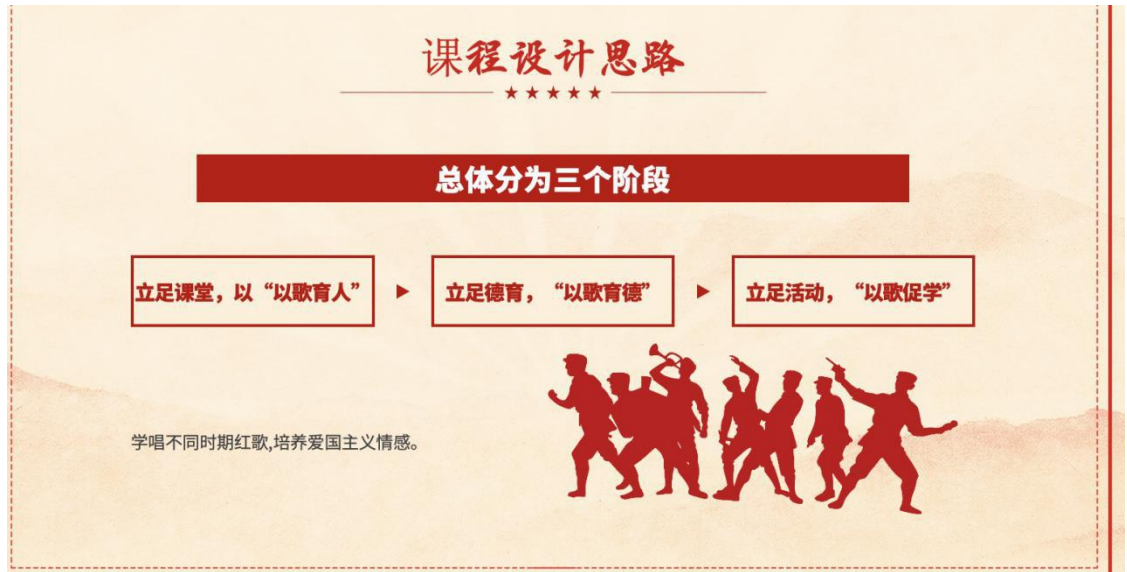 课程设计思路
总体分为三个阶段
立足课堂，以“以歌育人”
立足德育，“以歌育德”
立足活动，“以歌促学”
学唱不同时期红歌,培养爱国主义情感。